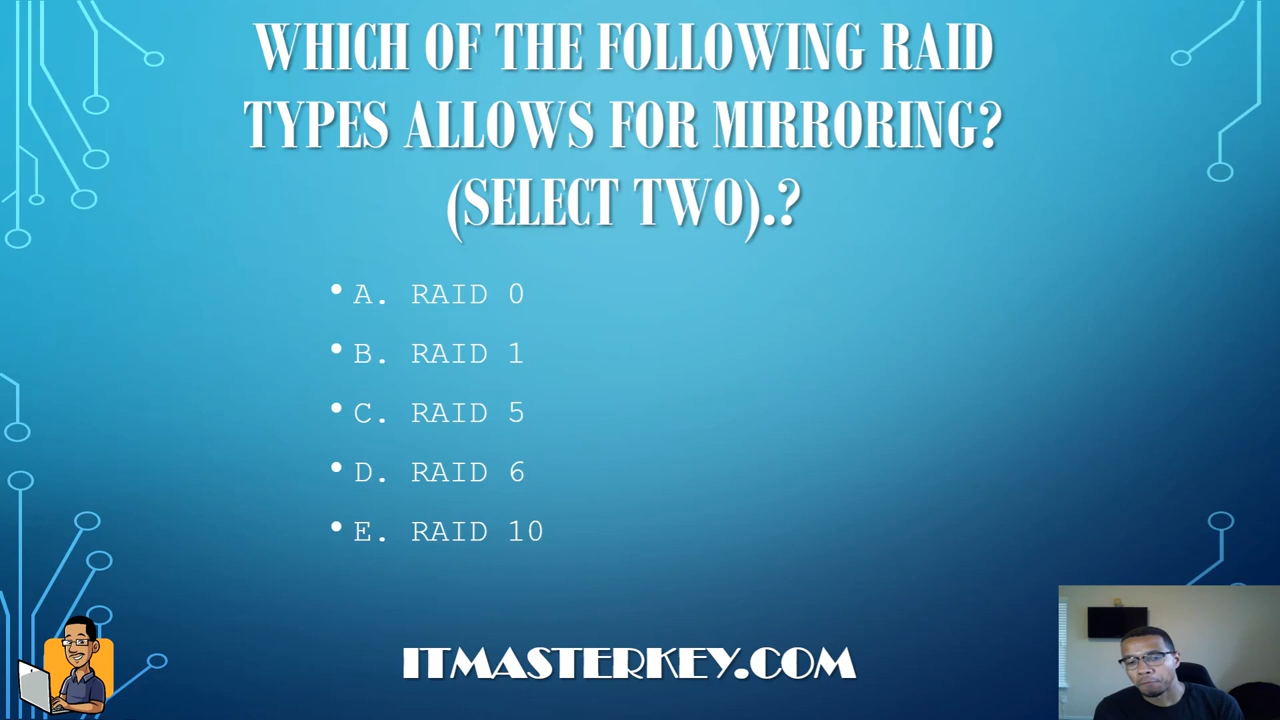 WHICH OF THE FOLLOWING RAID
TYPES ALLOWS FOR MIRRORING?
(SELECT TWO).?
• A. RAID 0
• B. RAID 1
• C. RAID 5
• D. RAID 6
• E. RAID 10
ITMASTERKEY.COM